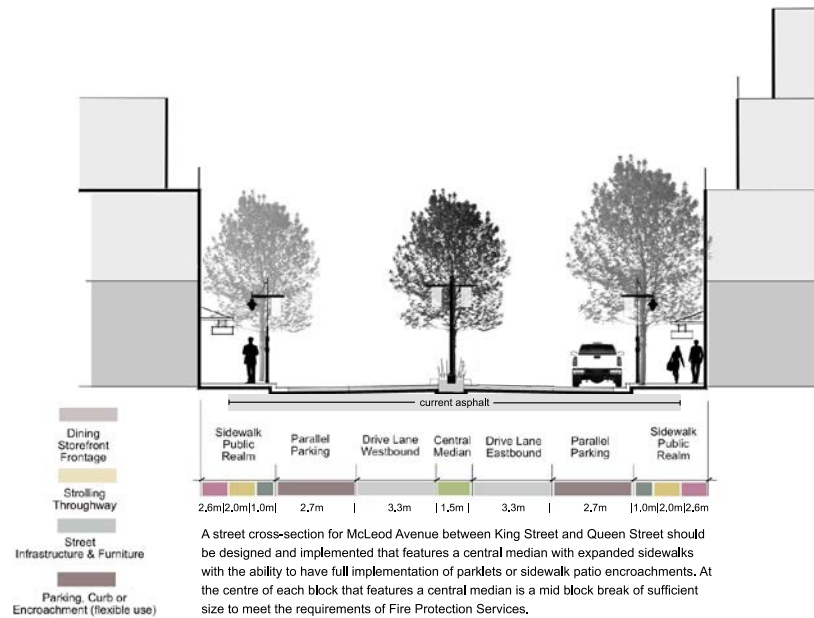 current asphalt
Dining
Storefront
Frontage
Strolling
Throughway
Street
Infrastructure & Furniture
Parking, Curb or
Encroachment (flexible use)
Sidewalk
Public
Realm
Parallel
Parking
Drive Lane
Westbound
Central
Median
Drive Lane
Eastbound
Parallel
Parking
Sidewalk
Public
Realm
2.6m|2.0m|1.0m| 2.7m | 3.3m | 1.5m | 3.3m | 2.7m |1.0m|2.0m|2.6m
A street cross-section for McLeod Avenue between King Street and Queen Street should
be designed and implemented that features a central median with expanded sidewalks
with the ability to have full implementation of parklets or sidewalk patio encroachments. At
the centre of each block that features a central median is a mid block break of sufficient
size to meet the requirements of Fire Protection Services.